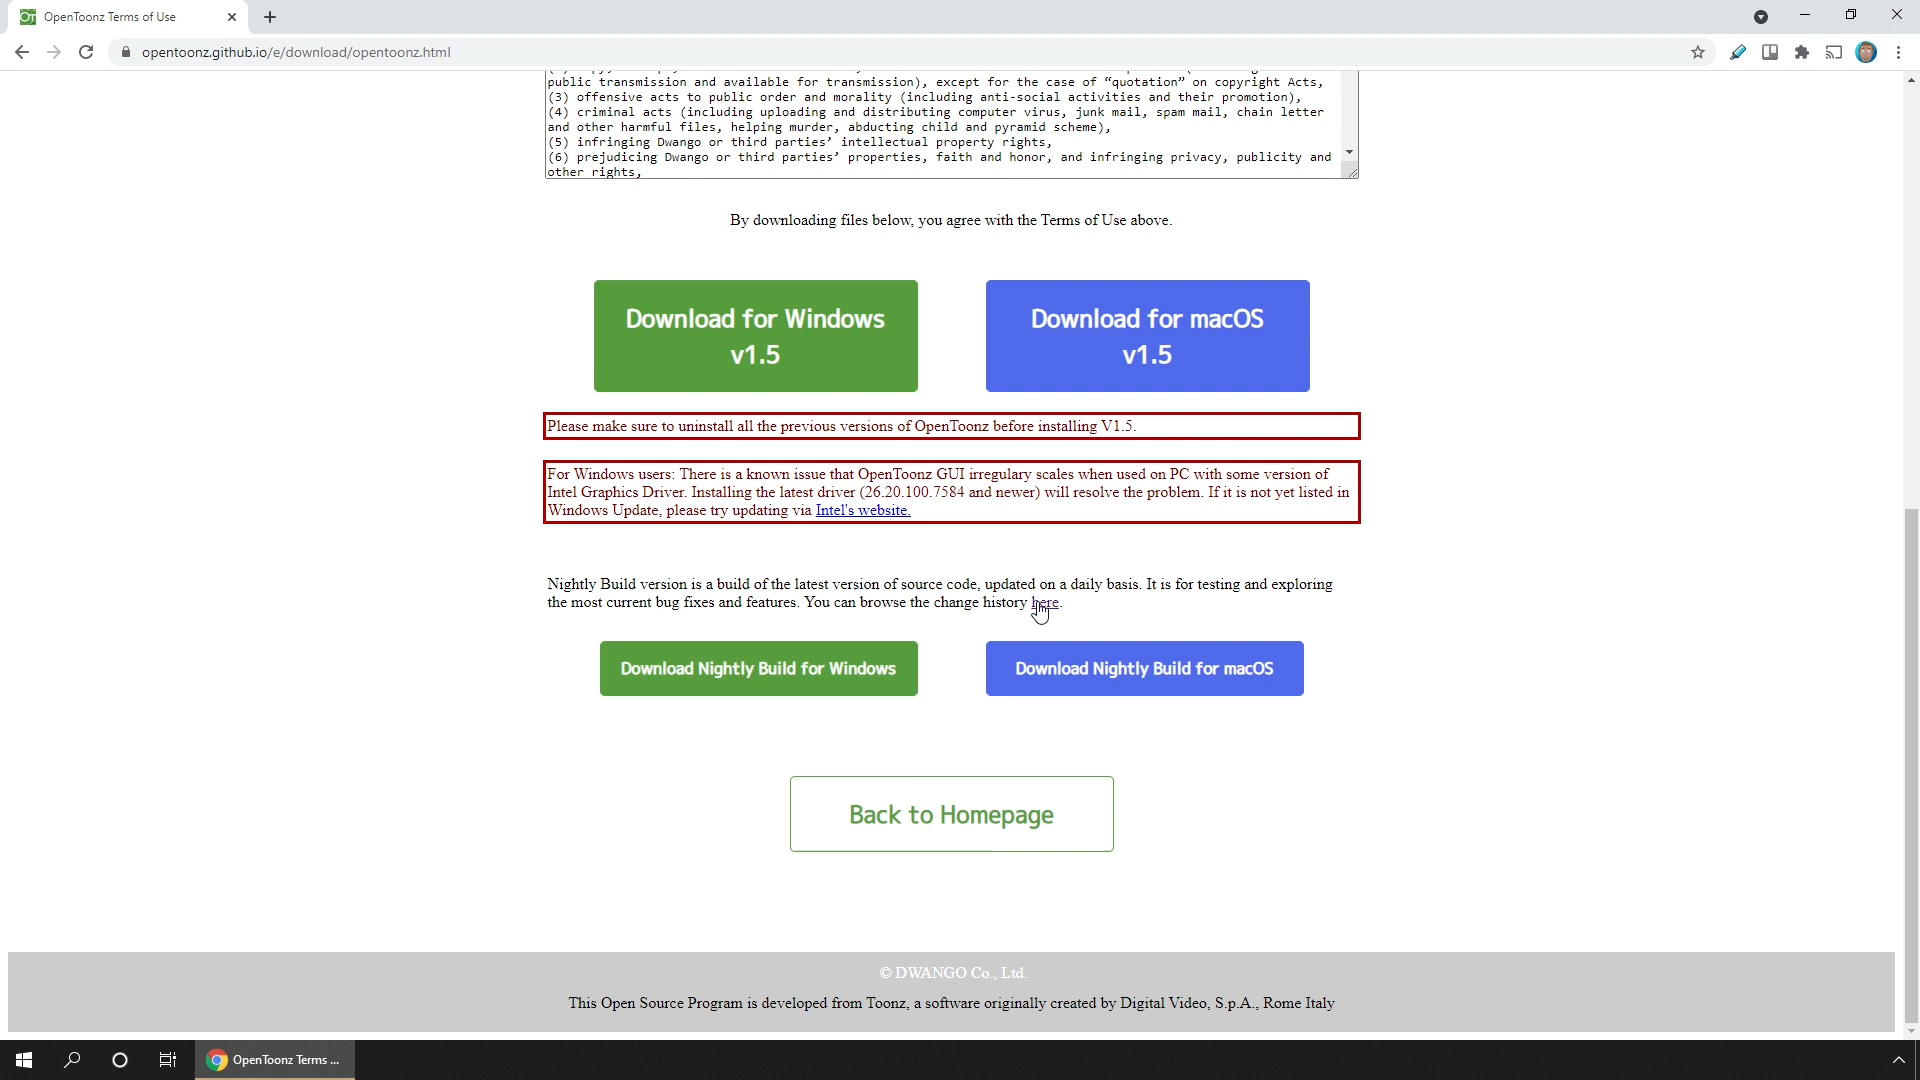 OpenToonz Terms of Use
opentoonz.github.io/e/download/opentoonz.html
public transmission and available for transmission), except for the case of “quotation” on copyright Acts,
(3) offensive acts to public order and morality (including anti-social activities and their promotion),
(4) criminal acts (including uploading and distributing computer virus, junk mail, spam mail, chain letter
and other harmful files, helping murder, abducting child and pyramid scheme),
(5) infringing Dwango or third parties’ intellectual property rights,
(6) prejudicing Dwango or third parties’ properties, faith and honor, and infringing privacy, publicity and
other rights,
By downloading files below, you agree with the Terms of Use above.
Download for Windows
v1.5
Download for macOS
v1.5
Please make sure to uninstall all the previous versions of OpenToonz before installing V1.5.
For Windows users: There is a known issue that OpenToonz GUI irregulary scales when used on PC with some version of
Intel Graphics Driver. Installing the latest driver (26.20.100.7584 and newer) will resolve the problem. If it is not yet listed in
Windows Update, please try updating via Intel's website.
Nightly Build version is a build of the latest version of source code, updated on a daily basis. It is for testing and exploring
the most current bug fixes and features. You can browse the change history here.
Download Nightly Build for Windows
Download Nightly Build for macOS
Back to Homepage
© DWANGO Co., Ltd.
This Open Source Program is developed from Toonz, a software originally created by Digital Video, S.p.A., Rome Italy
OpenToonz Terms ...